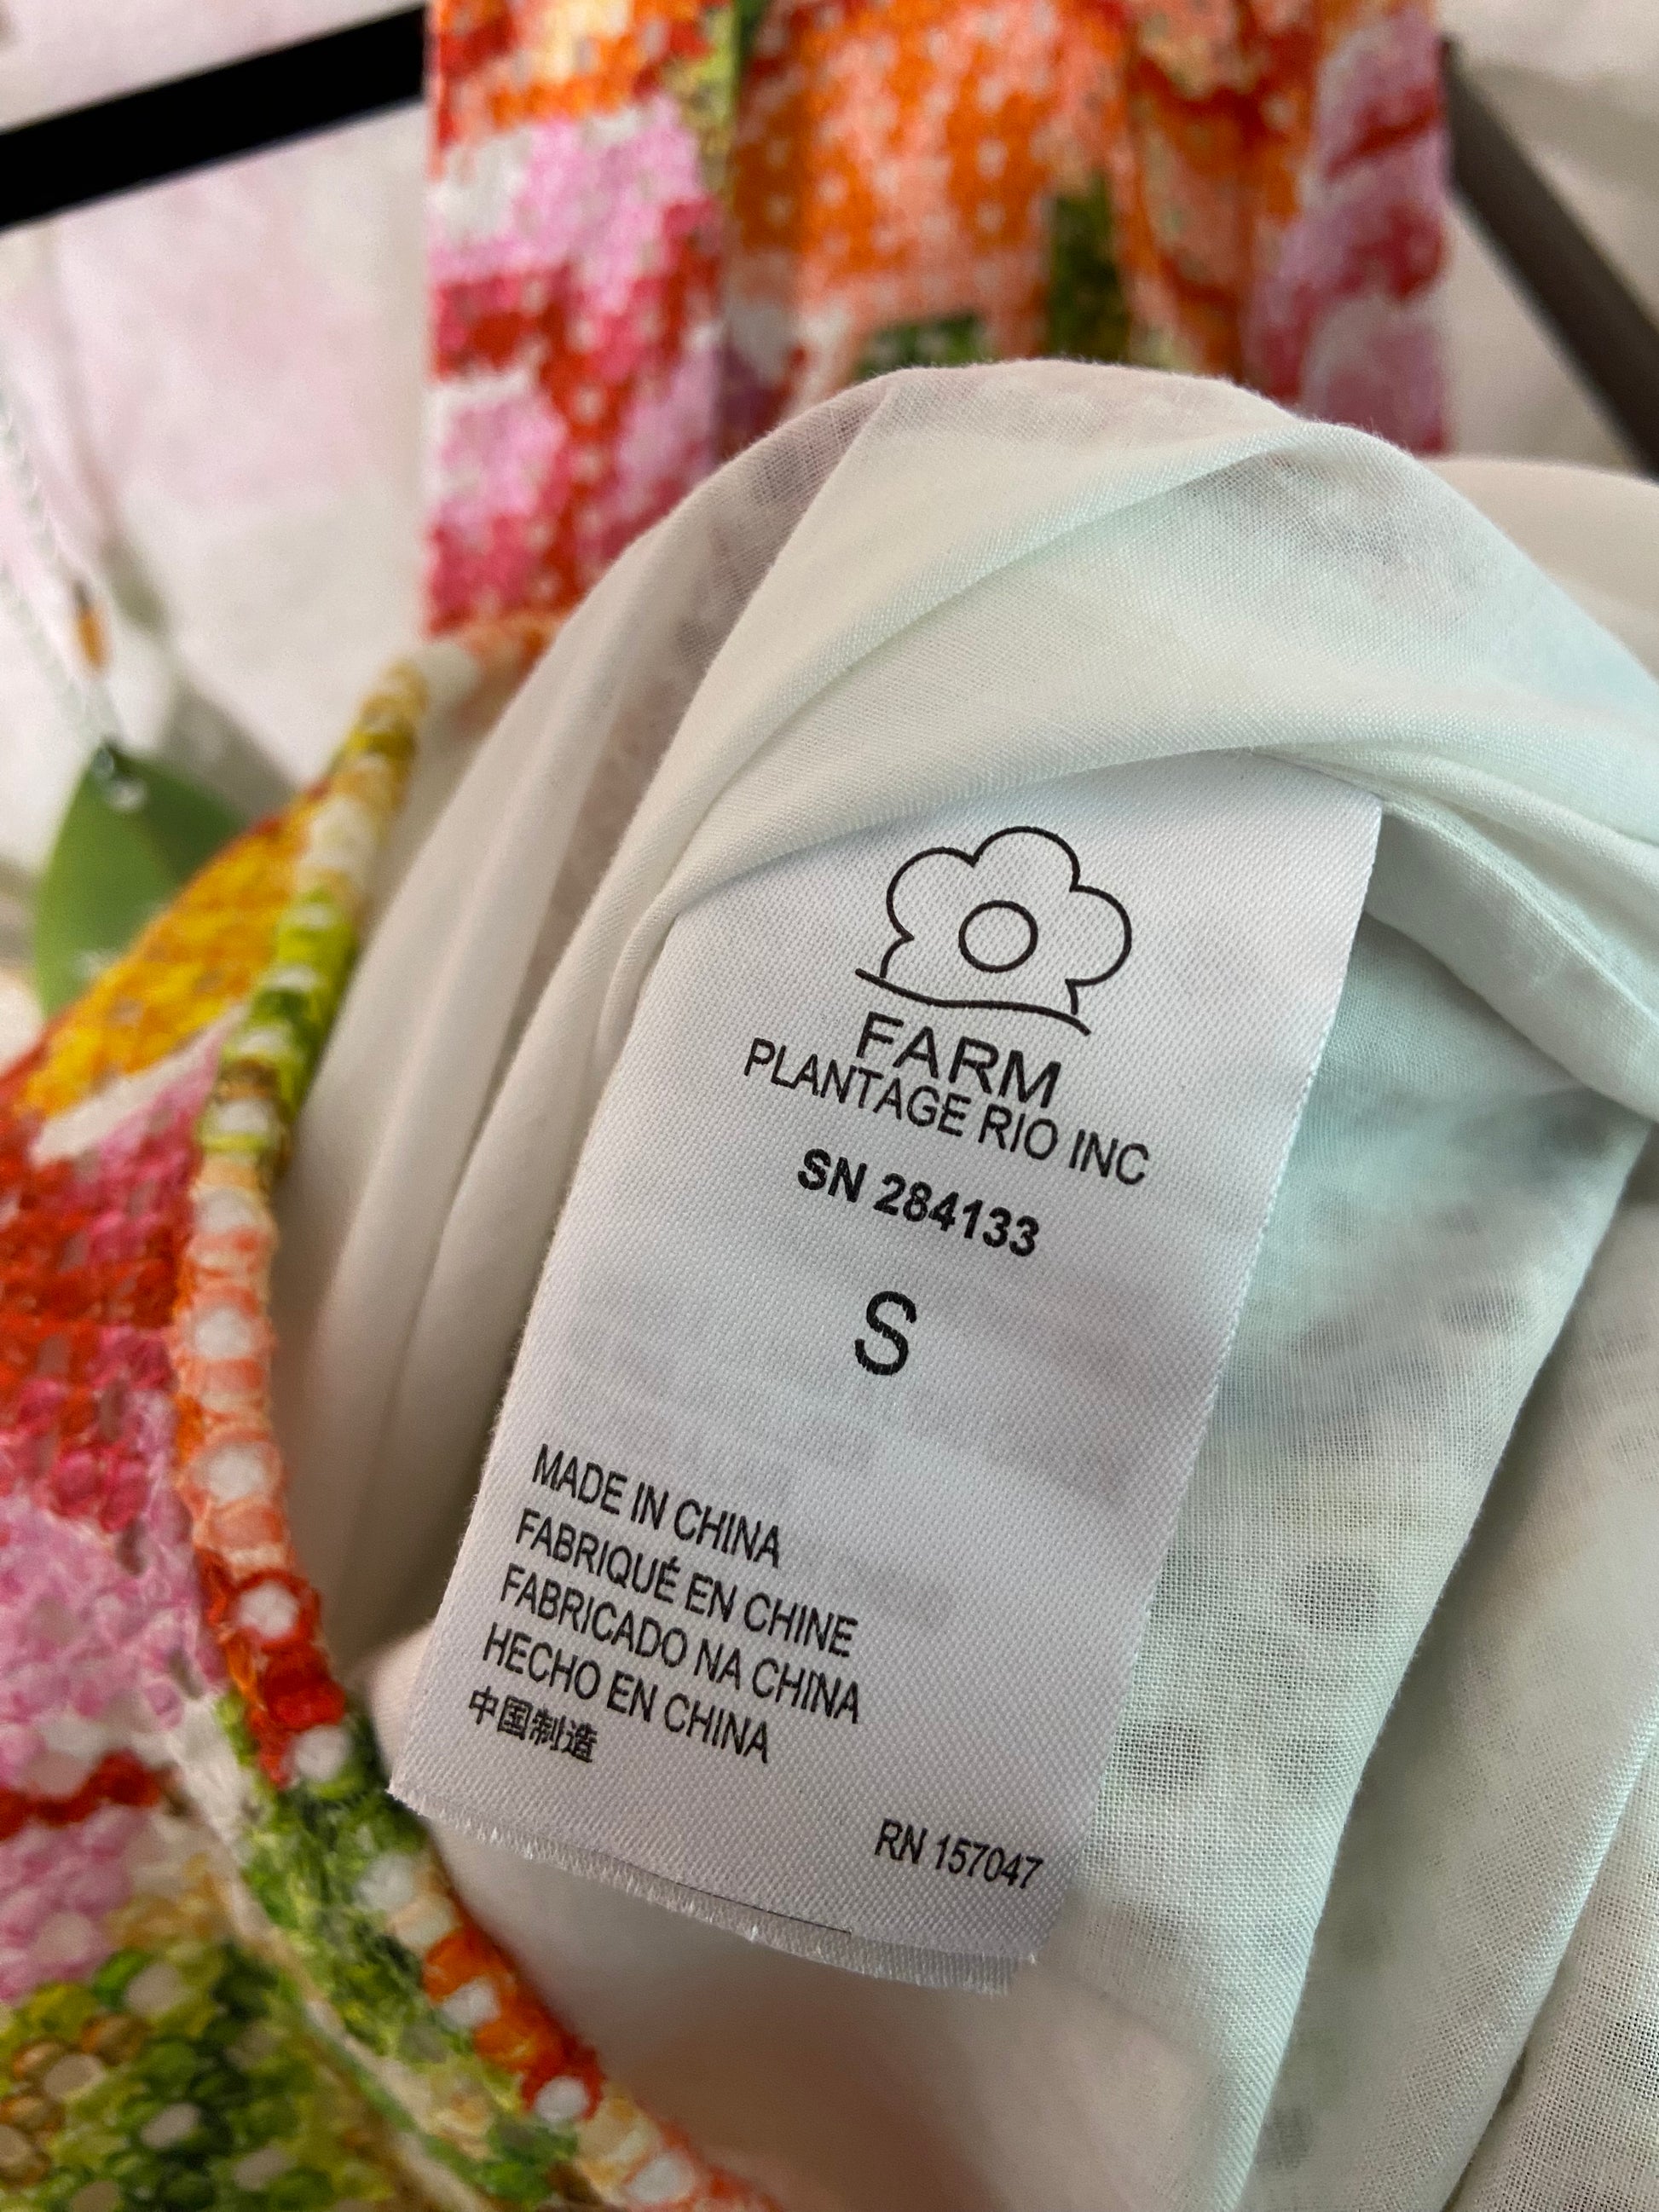 FARM
PLANTAGE RIO INC
SN 284133
S
MADE IN CHINA
FABRIQUÉ EN CHINE
FABRICADO NA CHINA
HECHO EN CHINA
中国制造
RN 157047